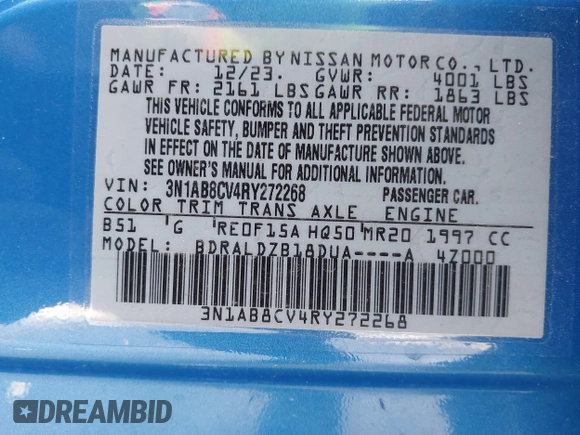 MANUFACTURED BY NISSAN MOTOR CO., LTD.
DATE: 12/23. GVWR: 4001 LBS
GAWR FR: 2161 LBS GAWR RR: 1863 LBS
THIS VEHICLE CONFORMS TO ALL APPLICABLE FEDERAL MOTOR
VEHICLE SAFETY, BUMPER AND THEFT PREVENTION STANDARDS
IN EFFECT ON THE DATE OF MANUFACTURE SHOWN ABOVE.
SEE OWNER'S MANUAL FOR ADDITIONAL INFORMATION.
VIN: 3N1AB8CV4RY272268 PASSENGER CAR.
COLOR TRIM TRANS AXLE ENGINE
B51 'G 'RE0F15A HQ50'MR20 1997 CC
MODEL: BDRALDZB18DUA----A 4Z000
3N1AB8CV4RY272268
DREAMBID